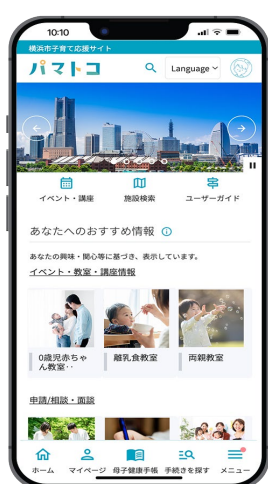 10:10
横浜市子育て応援サイト
パマトコ
Language
イベント・講座
施設検索
ユーザーガイド
あなたへのおすすめ情報
あなたの興味・関心等に基づき、表示しています。
イベント・教室・講座情報
0歳児赤ちゃ
ん教室‥
離乳食教室
両親教室
申請/相談・面談
ホーム
マイページ
母子健康手帳
手続きを探す
メニュー